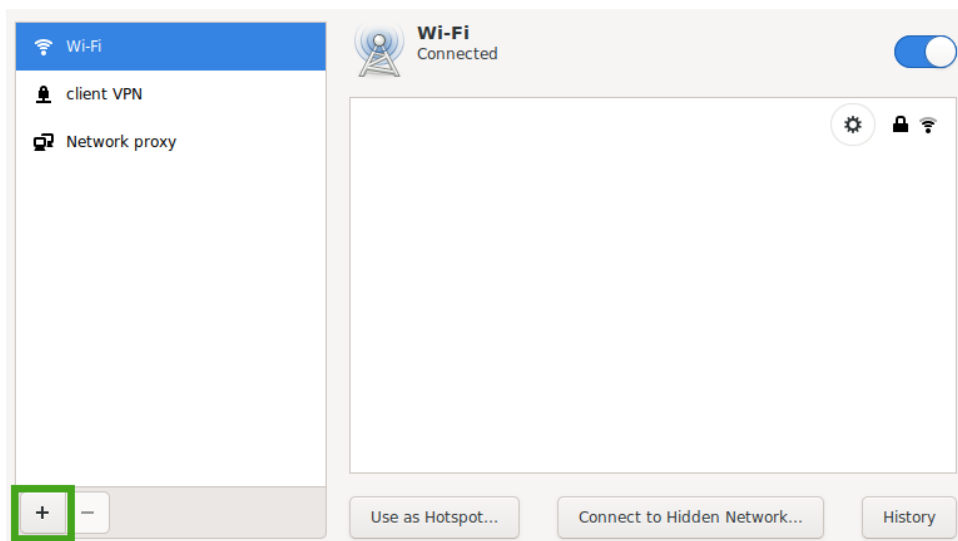 Wi-Fi
client VPN
Network proxy
+ −
Wi-Fi
Connected
Use as Hotspot... Connect to Hidden Network... History